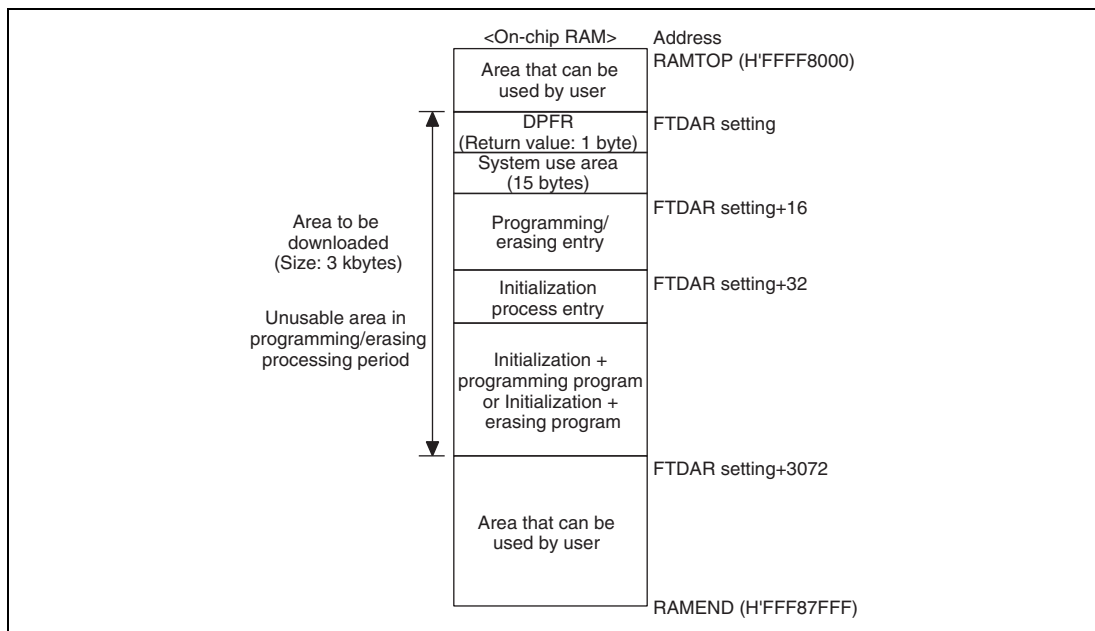 <On-chip RAM>
Address
RAMTOP (H'FFFF8000)
Area that can be
used by user
DPFR
(Return value: 1 byte)
FTDAR setting
System use area
(15 bytes)
FTDAR setting+16
Programming/
erasing entry
Area to be
downloaded
(Size: 3 kbytes)
FTDAR setting+32
Initialization
process entry
Unusable area in
programming/erasing
processing period
Initialization +
programming program
or Initialization +
erasing program
FTDAR setting+3072
Area that can be
used by user
RAMEND (H'FFF87FFF)